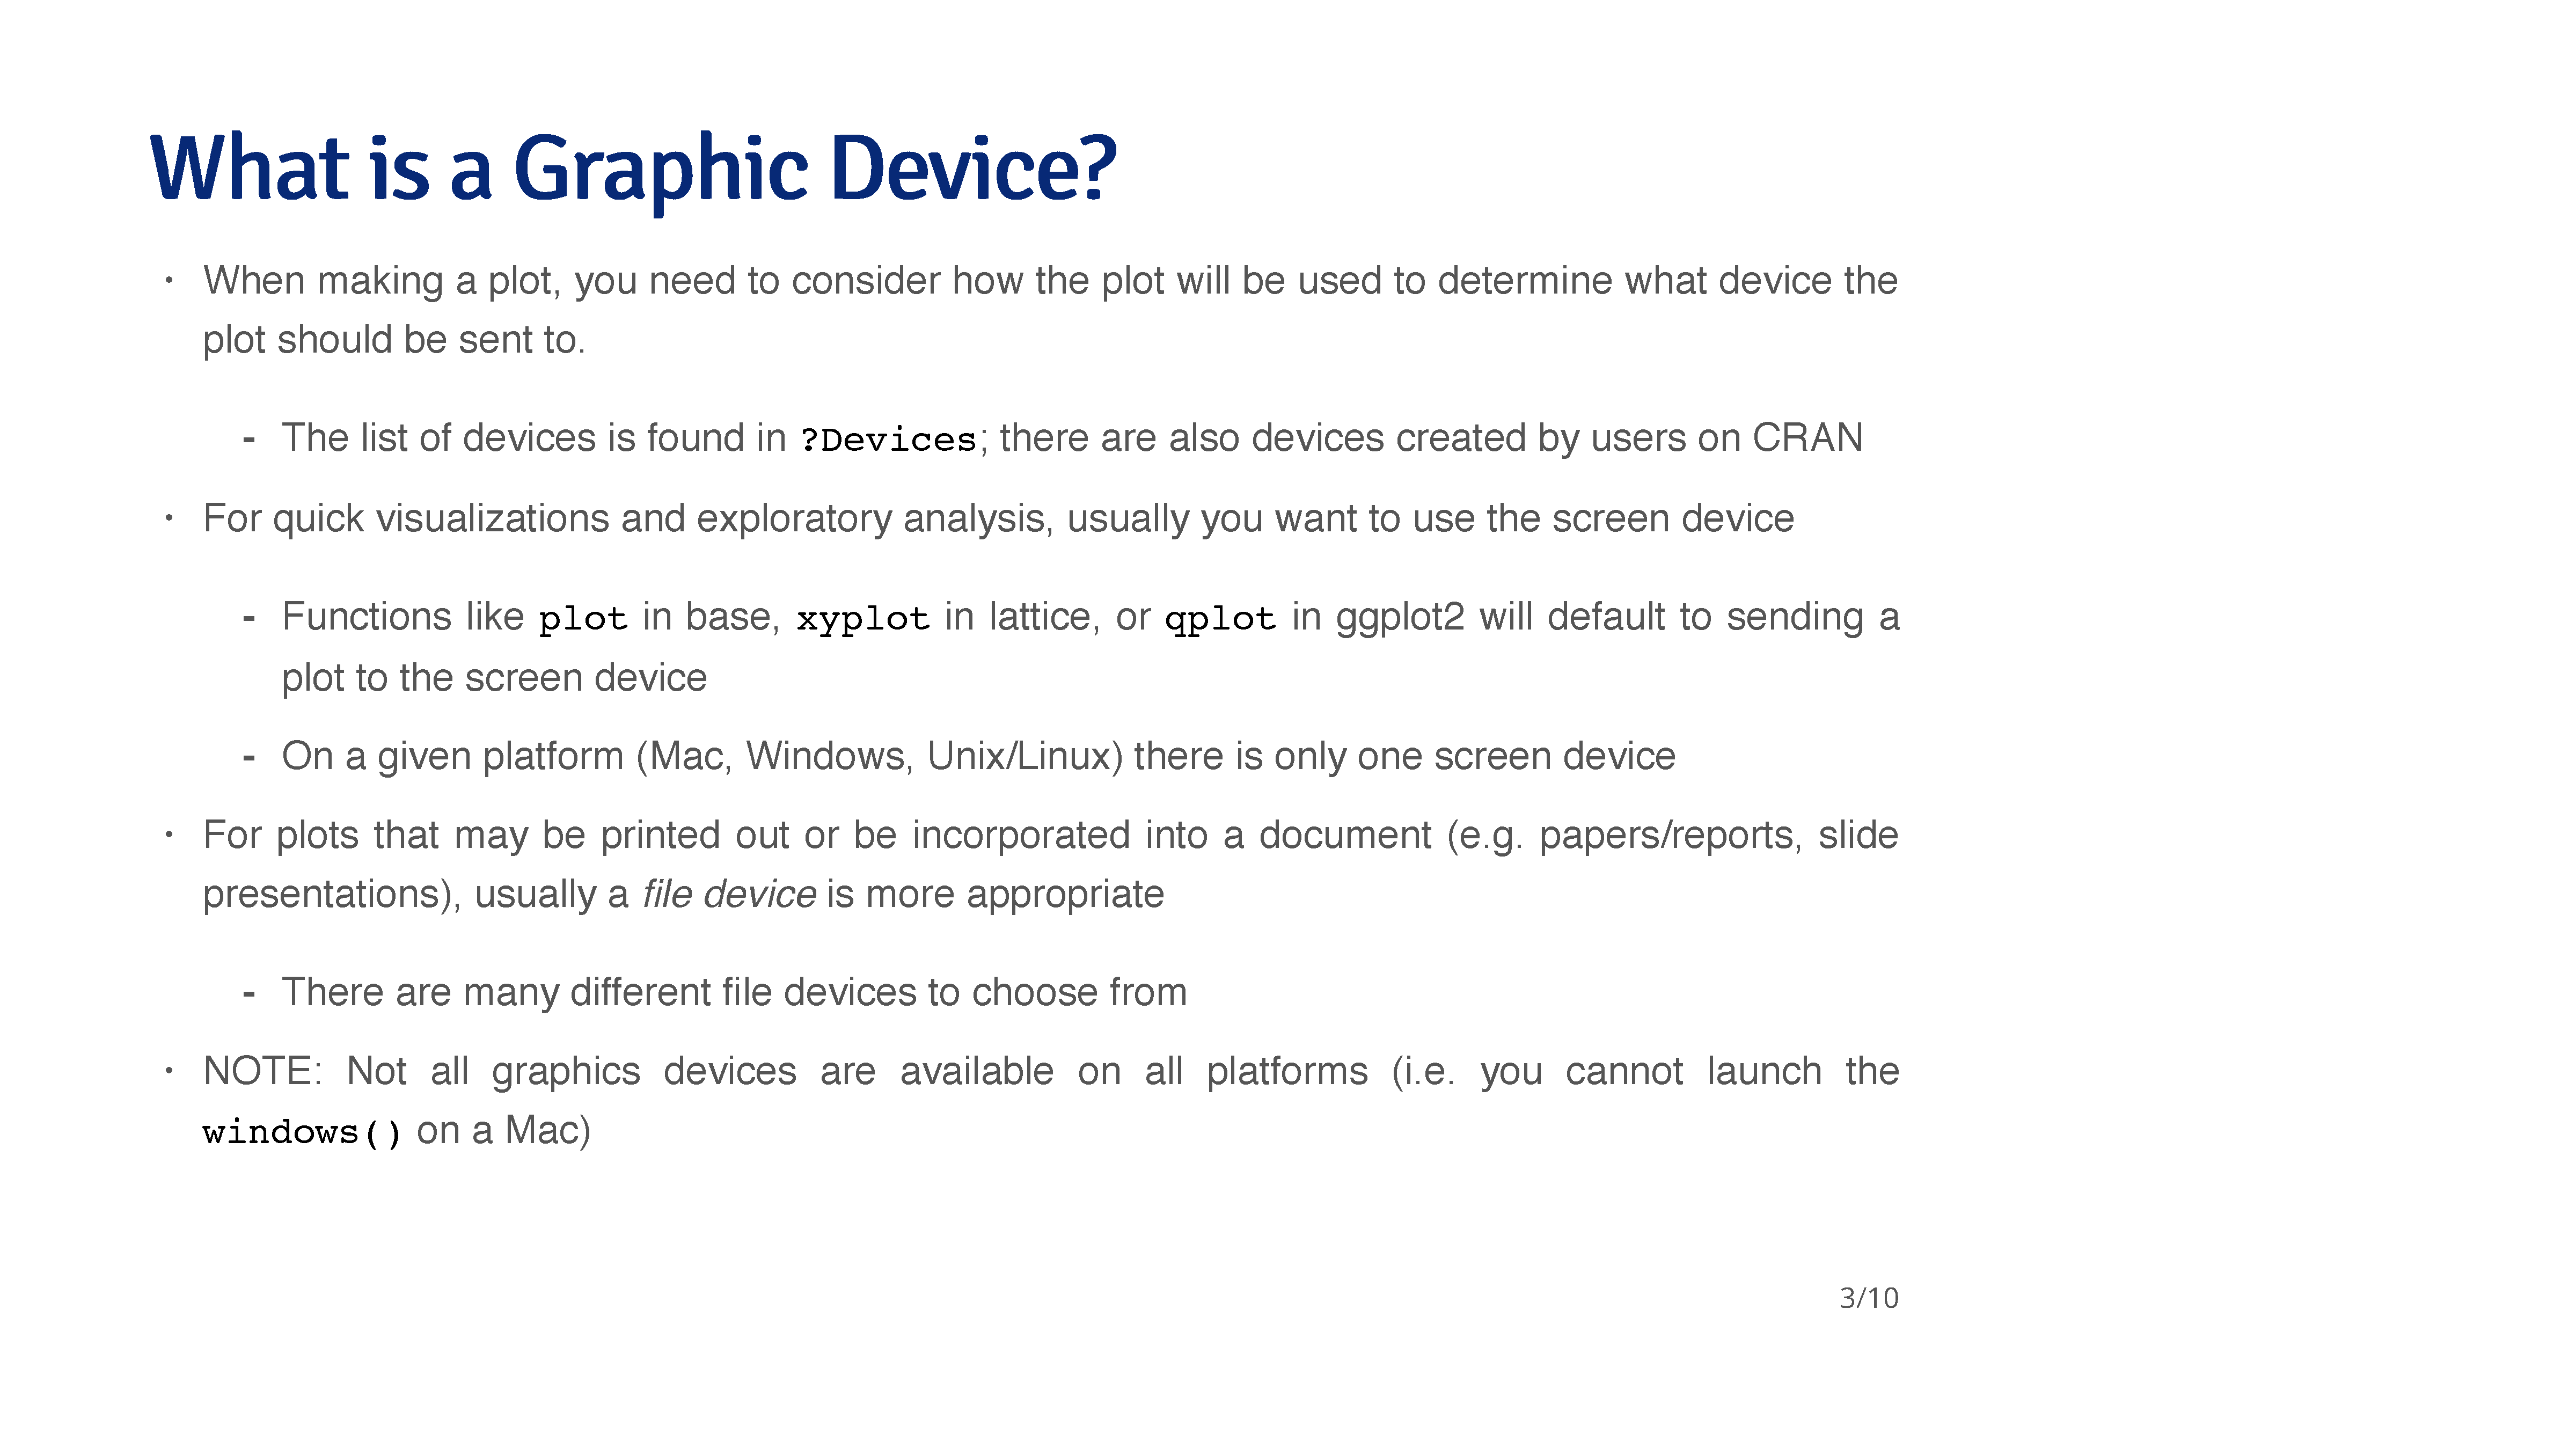 What is a Graphic Device?
· When making a plot, you need to consider how the plot will be used to determine what device the
plot should be sent to.
- The list of devices is found in ?Devices; there are also devices created by users on CRAN
· For quick visualizations and exploratory analysis, usually you want to use the screen device
- Functions like plot in base, xyplot in lattice, or qplot in ggplot2 will default to sending a
plot to the screen device
- On a given platform (Mac, Windows, Unix/Linux) there is only one screen device
· For plots that may be printed out or be incorporated into a document (e.g. papers/reports, slide
presentations), usually a file device is more appropriate
- There are many different file devices to choose from
· NOTE: Not all graphics devices are available on all platforms (i.e. you cannot launch the
windows() on a Mac)
3/10